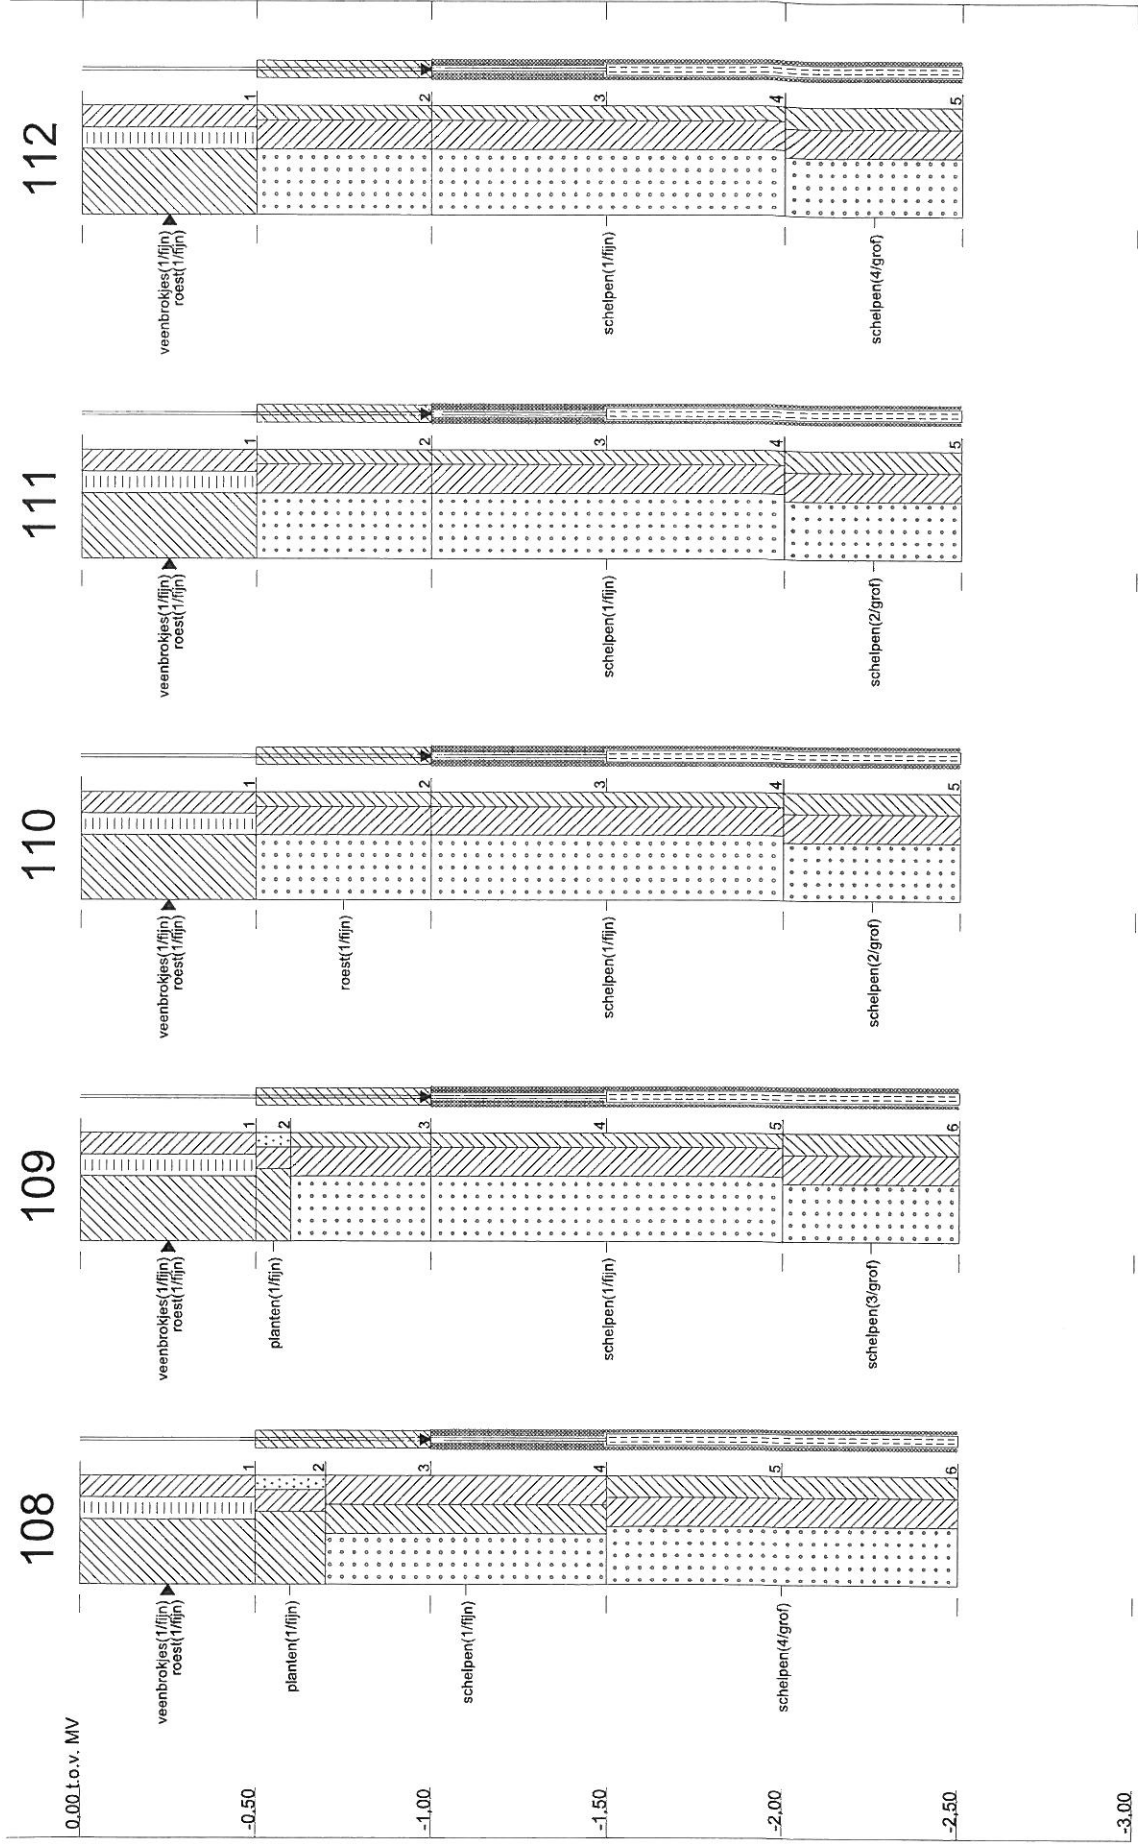 108
109
110
111
112
0,00 t.o.v. MV
-0,50
-1,00
-1,50
-2,00
-2,50
-3,00
veenbrokjes(1/fijn)
roest(1/fijn)
planten(1/fijn)
schelpen(1/fijn)
schelpen(4/grof)
1
2
3
4
5
6
veenbrokjes(1/fijn)
roest(1/fijn)
planten(1/fijn)
schelpen(1/fijn)
schelpen(3/grof)
1
2
3
4
5
6
veenbrokjes(1/fijn)
roest(1/fijn)
roest(1/fijn)
schelpen(1/fijn)
schelpen(2/grof)
1
2
3
4
5
veenbrokjes(1/fijn)
roest(1/fijn)
schelpen(1/fijn)
schelpen(2/grof)
1
2
3
4
5
veenbrokjes(1/fijn)
roest(1/fijn)
schelpen(1/fijn)
schelpen(4/grof)
1
2
3
4
5